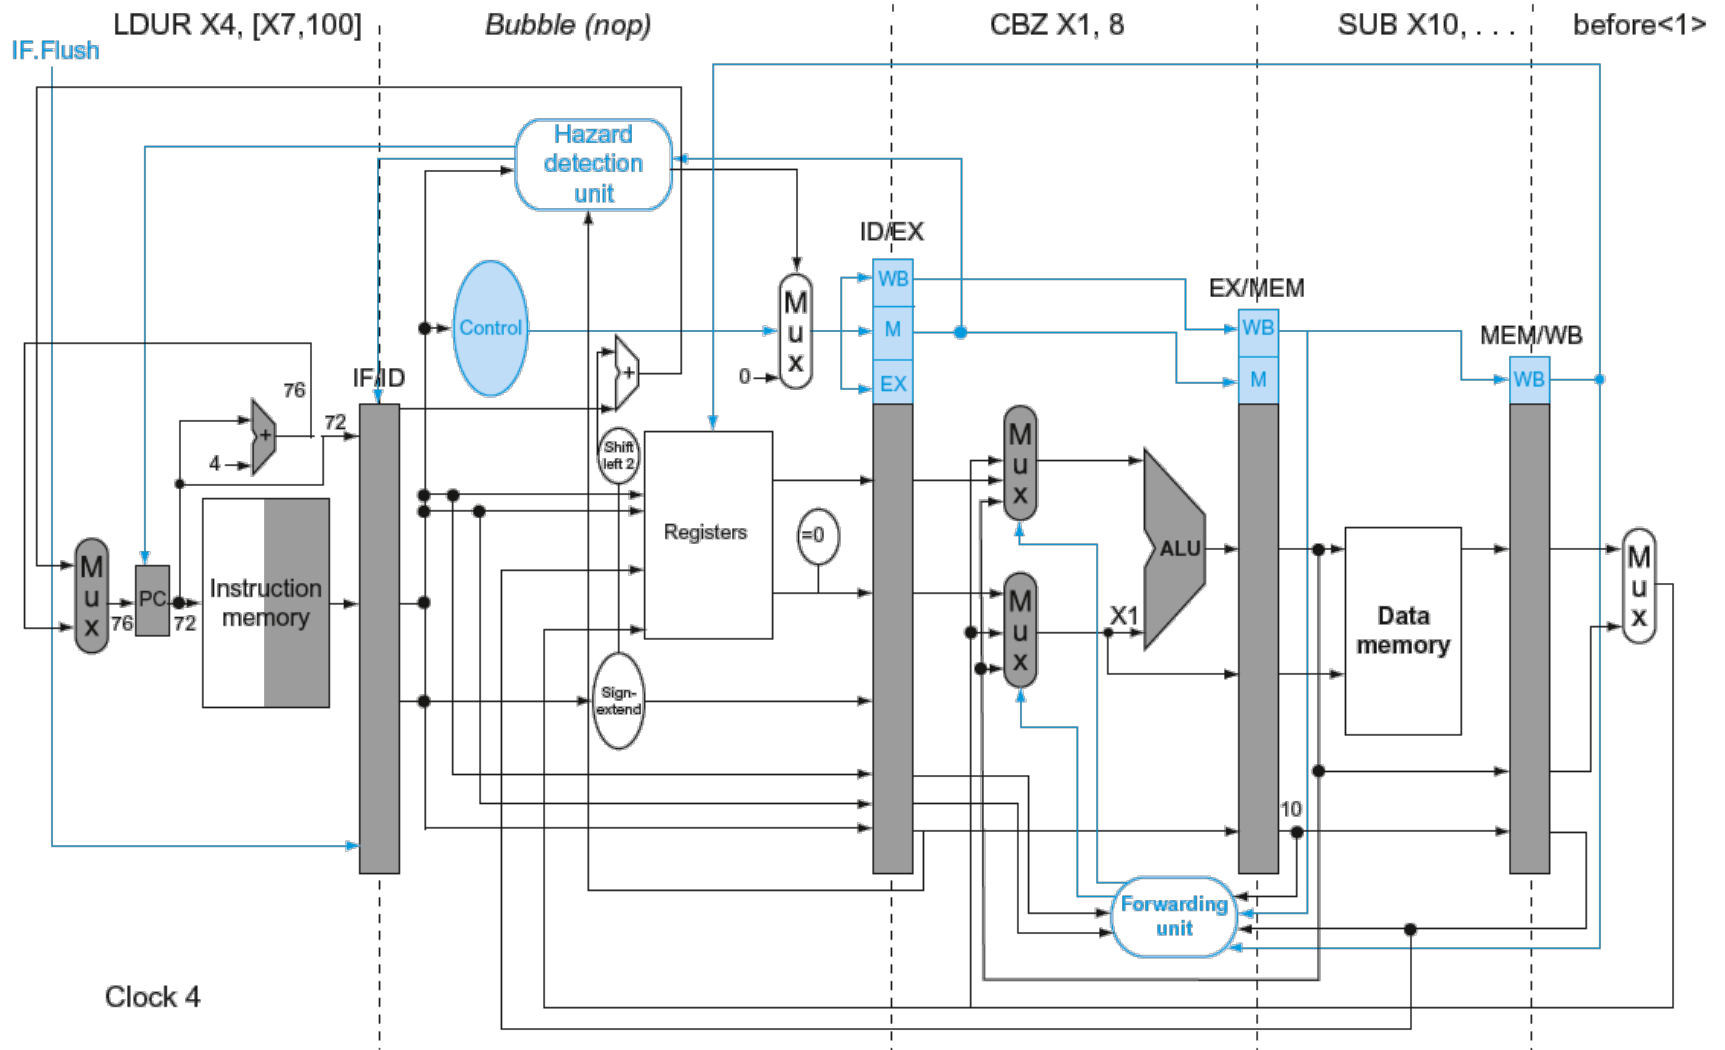 LDUR X4, [X7,100]
Bubble (nop)
CBZ X1, 8
SUB X10, . . .
before<1>
IF.Flush
Hazard
detection
unit
ID/EX
WB
M
EX
EX/MEM
WB
M
MEM/WB
WB
Control
M
u
x
0
IF/ID
76
72
+
4
+
Shift
left 2
Registers
=0
M
u
x
M
u
x
ALU
X1
M
u
x
76
PC
72
Instruction
memory
Data
memory
M
u
x
Sign-
extend
10
Forwarding
unit
Clock 4